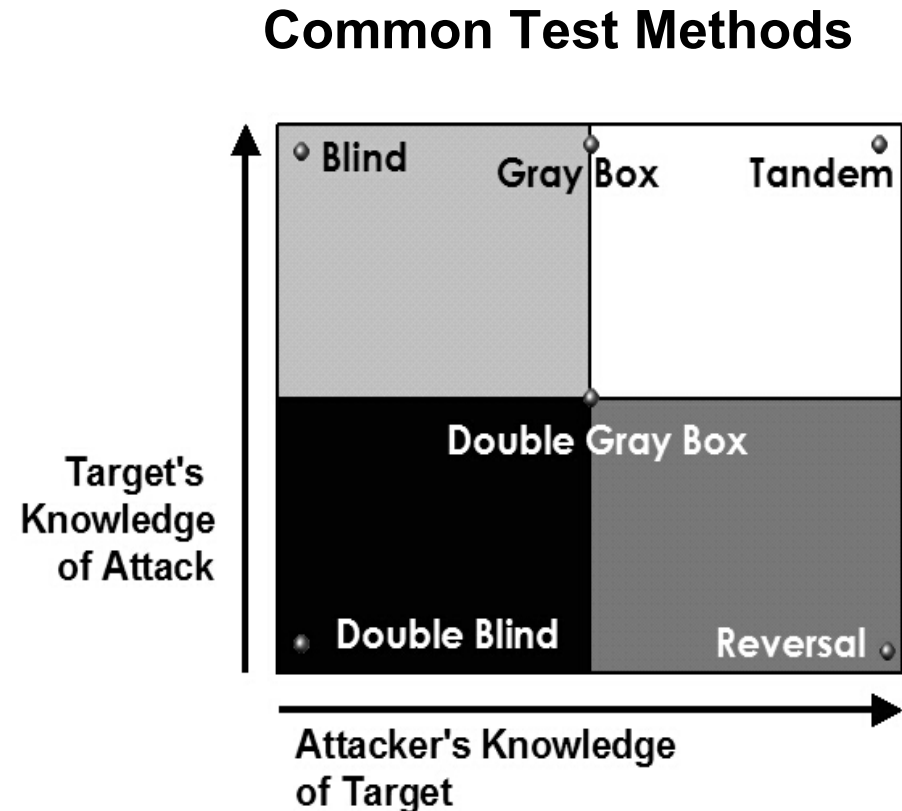 Common Test Methods
Blind
Gray Box
Tandem
Double Gray Box
Target's
Knowledge
of Attack
Double Blind
Reversal
Attacker's Knowledge
of Target